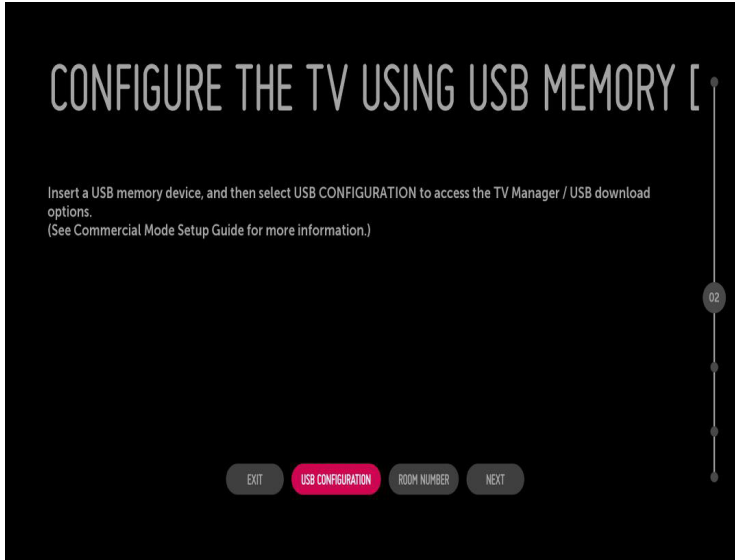 CONFIGURE THE TV USING USB MEMORY
Insert a USB memory device, and then select USB CONFIGURATION to access the TV Manager / USB download
options.
(See Commercial Mode Setup Guide for more information.)
02
EXIT
USB CONFIGURATION
ROOM NUMBER
NEXT